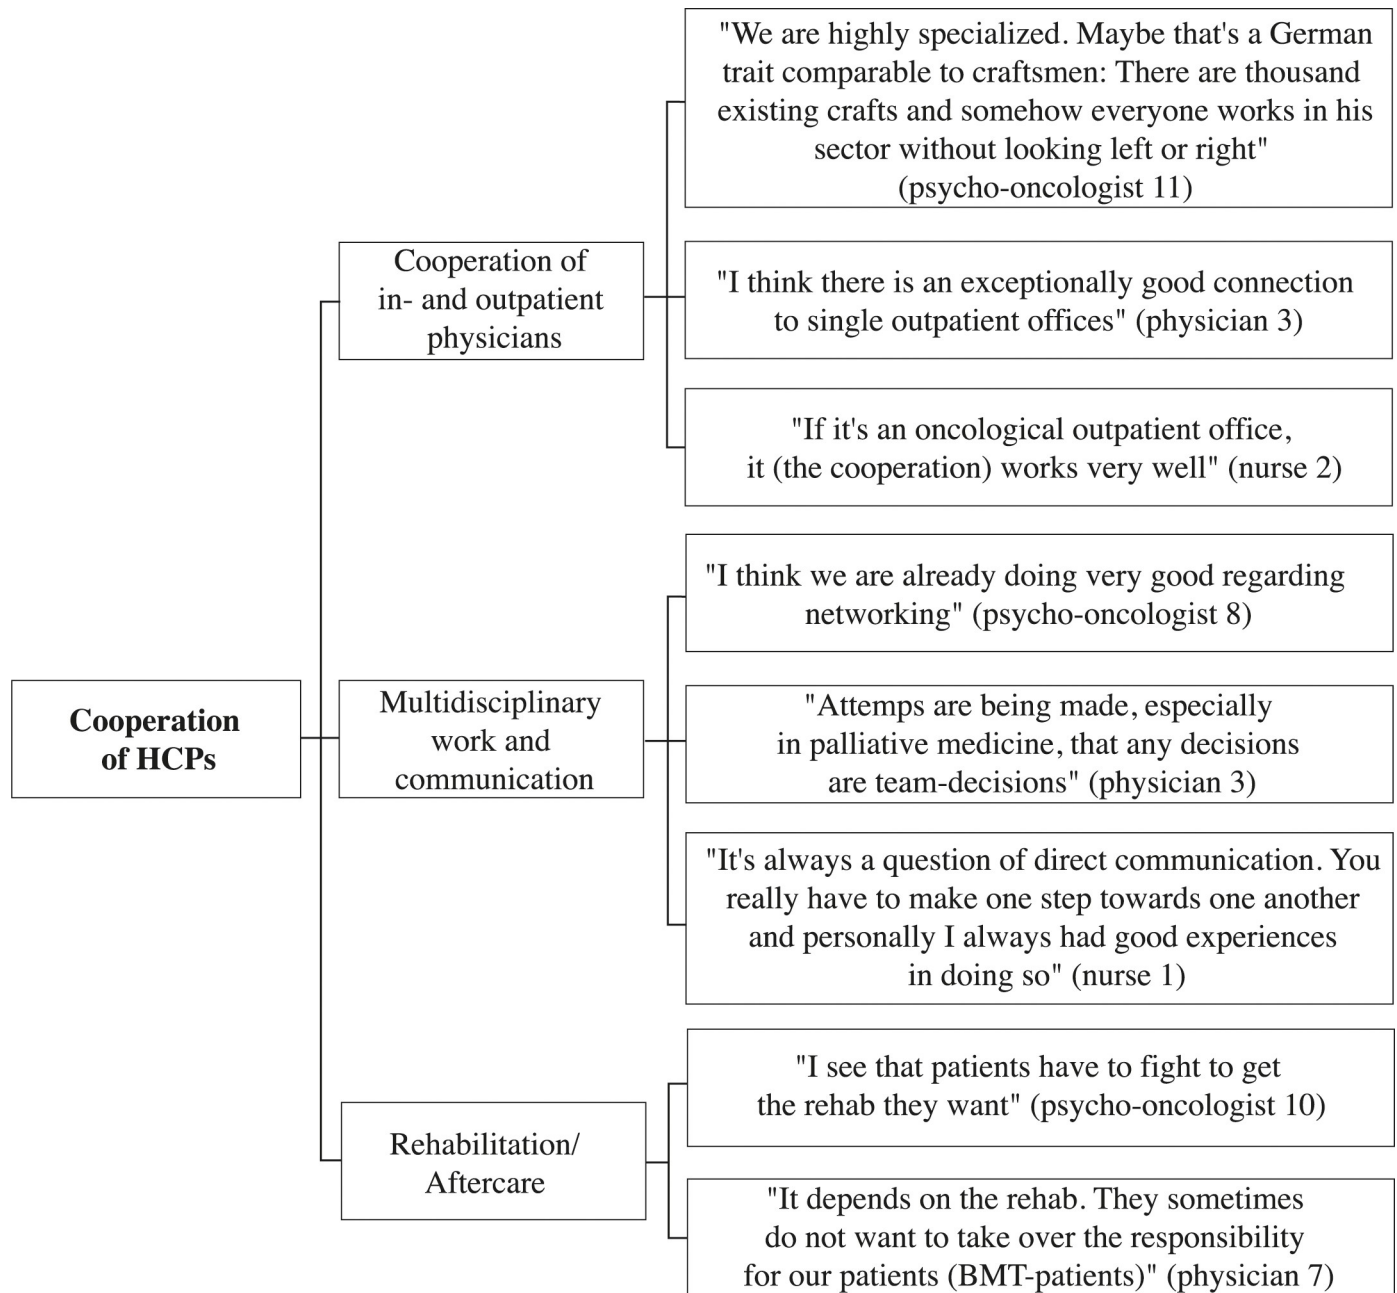 "We are highly specialized. Maybe that's a German
trait comparable to craftsmen: There are thousand
existing crafts and somehow everyone works in his
sector without looking left or right"
(psycho-oncologist 11)
Cooperation of
in- and outpatient
physicians
"I think there is an exceptionally good connection
to single outpatient offices" (physician 3)
"If it's an oncological outpatient office,
it (the cooperation) works very well" (nurse 2)
"I think we are already doing very good regarding
networking" (psycho-oncologist 8)
Cooperation
of HCPs
Multidisciplinary
work and
communication
"Attemps are being made, especially
in palliative medicine, that any decisions
are team-decisions" (physician 3)
"It's always a question of direct communication. You
really have to make one step towards one another
and personally I always had good experiences
in doing so" (nurse 1)
"I see that patients have to fight to get
the rehab they want" (psycho-oncologist 10)
Rehabilitation/
Aftercare
"It depends on the rehab. They sometimes
do not want to take over the responsibility
for our patients (BMT-patients)" (physician 7)